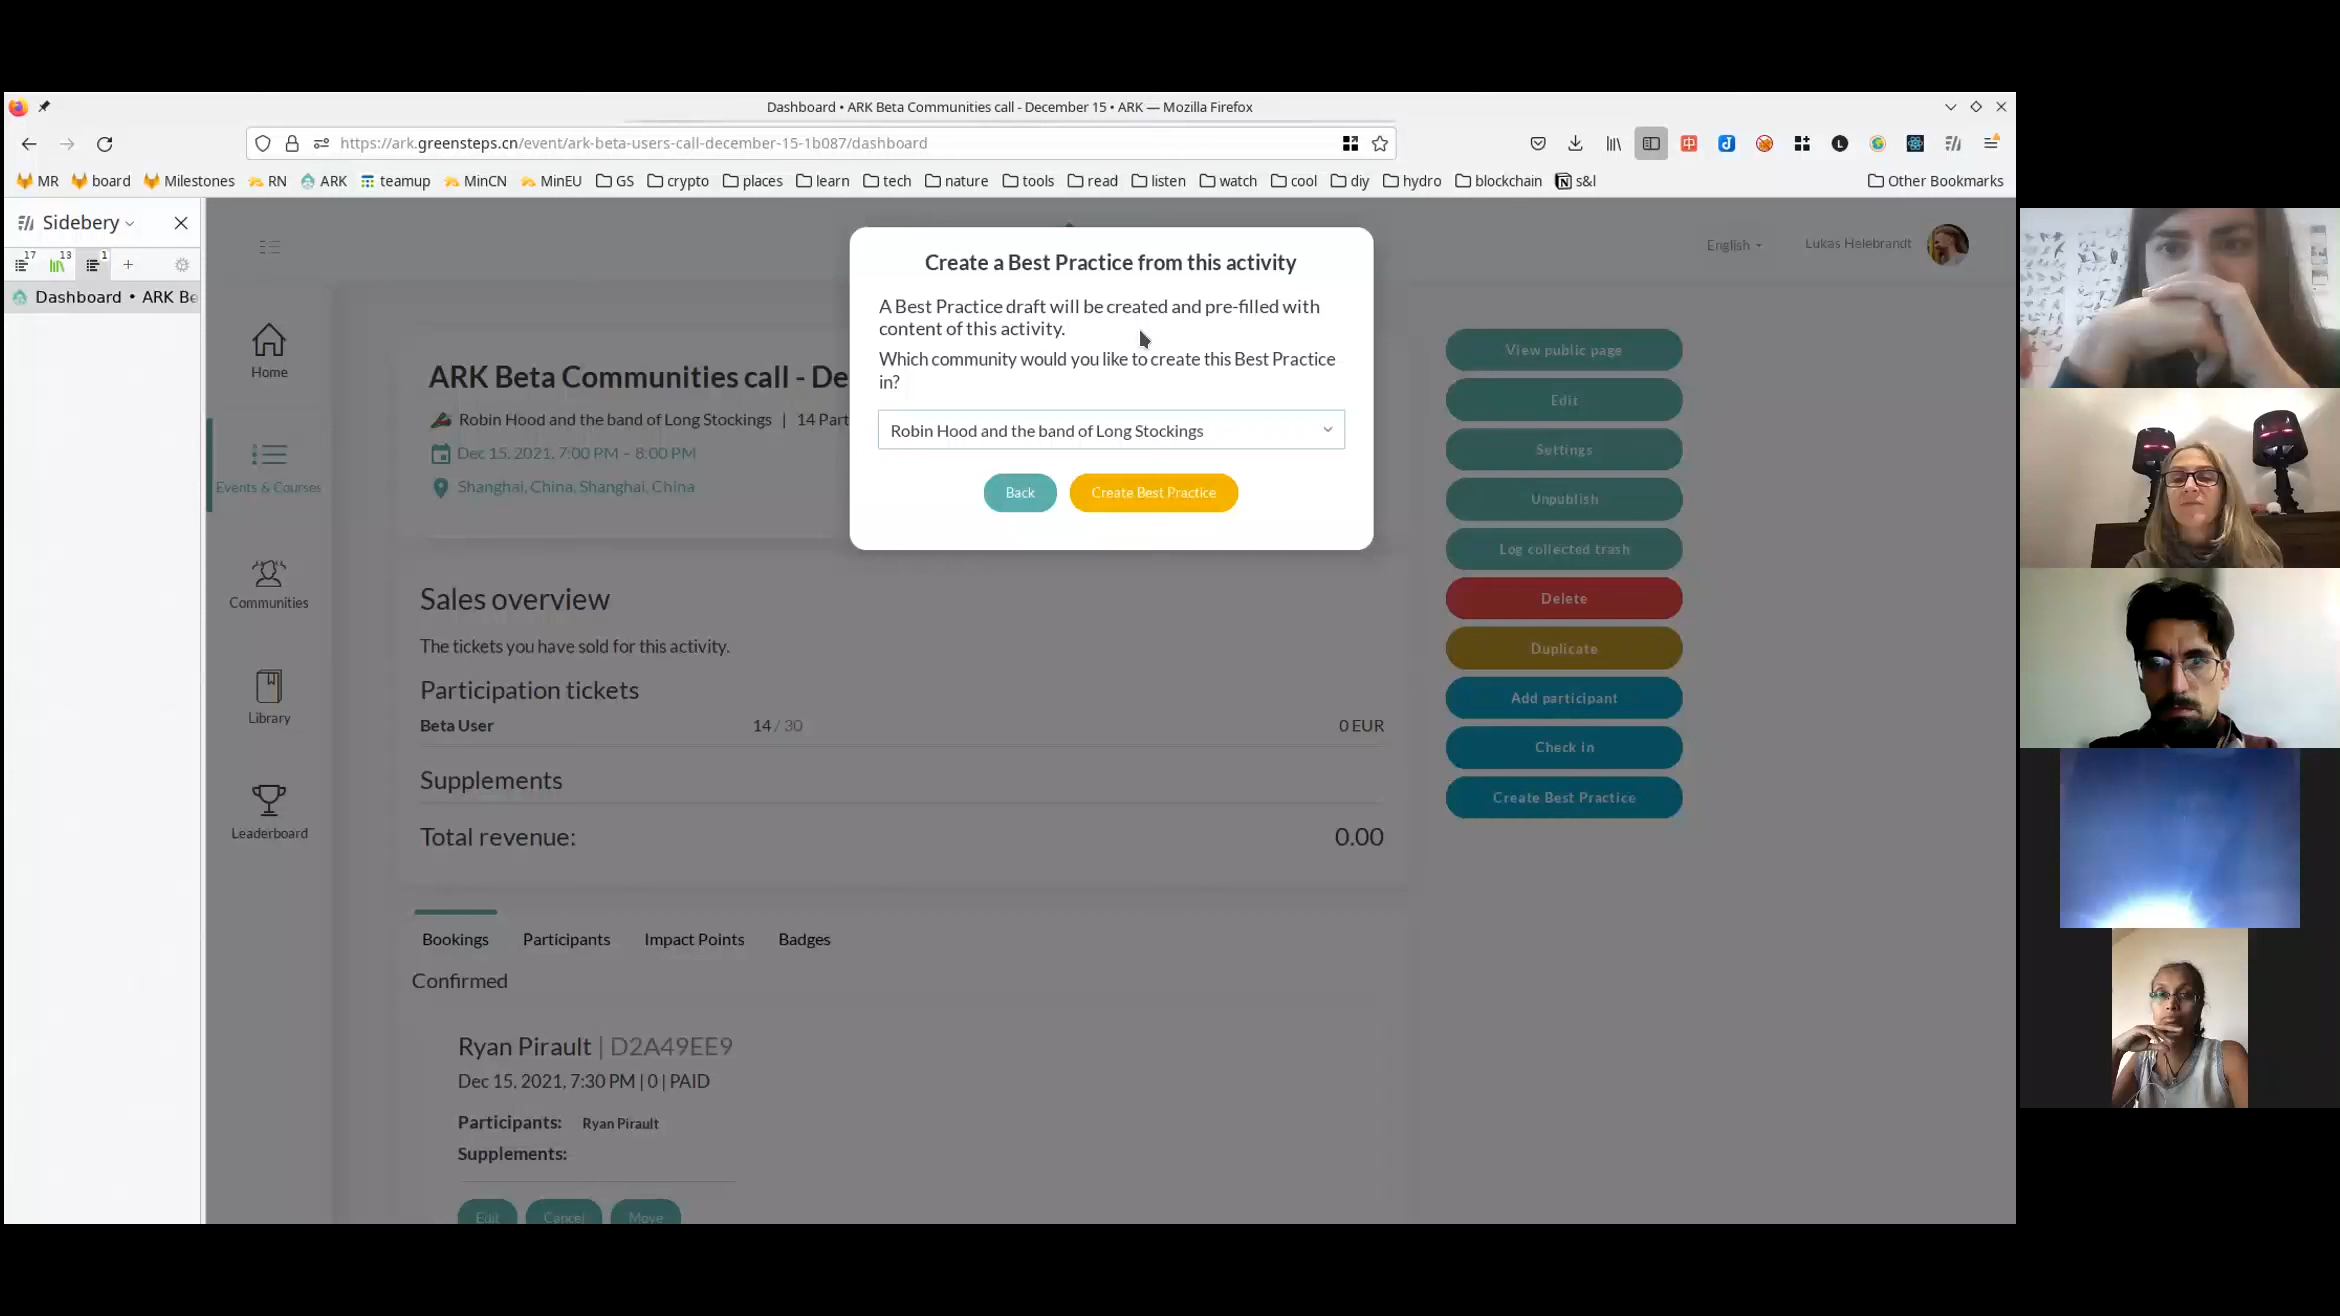 Dashboard • ARK Beta Communities call - December 15 • ARK — Mozilla Firefox
https://ark.greensteps.cn/event/ark-beta-users-call-december-15-1b087/dashboard
MR board Milestones RN ARK teamup MinCN MinEU GS crypto places learn tech nature tools read listen watch cool diy hydro blockchain s&l Other Bookmarks
Sidebery
17 13 1
Dashboard • ARK Be
English
Lukas Helebrandt
Home
Events & Courses
Communities
Library
Leaderboard
Create a Best Practice from this activity
A Best Practice draft will be created and pre-filled with
content of this activity.
Which community would you like to create this Best Practice
in?
Robin Hood and the band of Long Stockings
Back Create Best Practice
ARK Beta Communities call - De
Robin Hood and the band of Long Stockings | 14 Part
Dec 15, 2021, 7:00 PM – 8:00 PM
Shanghai, China, Shanghai, China
Sales overview
The tickets you have sold for this activity.
Participation tickets
Beta User 14 / 30 0 EUR
Supplements
Total revenue: 0.00
View public page
Edit
Settings
Unpublish
Log collected trash
Delete
Duplicate
Add participant
Check in
Create Best Practice
Bookings Participants Impact Points Badges
Confirmed
Ryan Pirault | D2A49EE9
Dec 15, 2021, 7:30 PM | 0 | PAID
Participants: Ryan Pirault
Supplements:
Edit Cancel Move